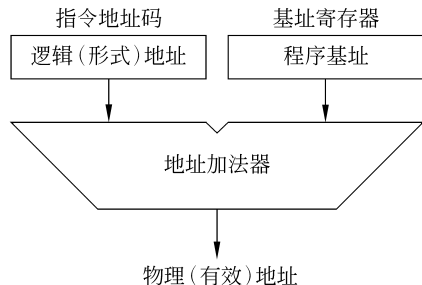 指令地址码
基址寄存器
逻辑(形式)地址
程序基址
地址加法器
物理(有效)地址